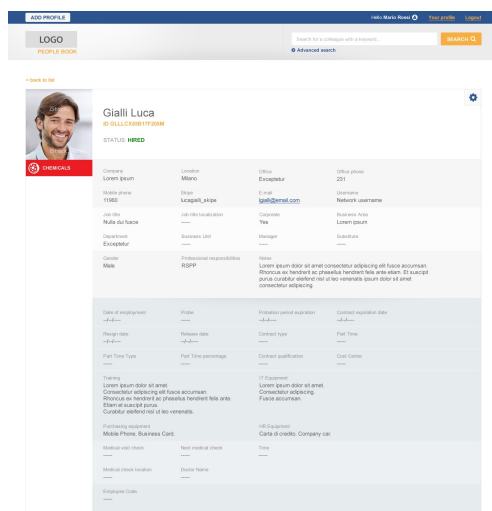 ADD PROFILE
Hello Mario Rossi
Your profile
Logout
LOGO
PEOPLE BOOK
Search for a colleague with a keyword...
SEARCH
Advanced search
< back to list
Gialli Luca
STATUS: HIRED
CHEMICALS
Company Location Office Office phone
Lorem ipsum Milano Exceptetur 231
Mobile phone Skype E-mail Username
11960 lucagialli_skipe lgialli@email.com Network username
Job title Job title localization Corporate Business Area
Nulla dui fusce ----- Yes Lorem ipsum
Department Business Unit Manager Substitute
Exceptetur ----- ----- -----
Gender Professional responsibilities Notes
Male RSPP Lorem ipsum dolor sit amet consectetur adipiscing elit fusce accumsan.
Rhoncus ex hendrerit ac phasellus hendrerit felis ante etiam. Et suscipit
purus curabitur eleifend nisl ut leo venenatis lorem ipsum dolor sit amet
consectetur adipiscing.
Date of employment Probe Probation period expiration Contract expiration date
--/--/---- ----- --/--/---- --/--/----
Resign date Release date Contract type Part Time
--/--/---- --/--/---- ----- -----
Part Time Type Part Time percentage Contract qualification Cost Centre
----- ----- ----- -----
Training IT Equipment
Lorem ipsum dolor sit amet. Lorem ipsum dolor sit amet.
Consectetur adipiscing elit fusce accumsan. Consectetur adipiscing.
Rhoncus ex hendrerit ac phasellus hendrerit felis ante. Fusce accumsan.
Etiam et suscipit purus.
Curabitur eleifend nisl ut leo venenatis.
Purchasing equipment HR Equipment
Mobile Phone; Business Card; Carta di credito; Company car;
Medical visit check Next medical check Time
----- ----- -----
Medical check location Doctor Name
----- -----
Employee Code
-----